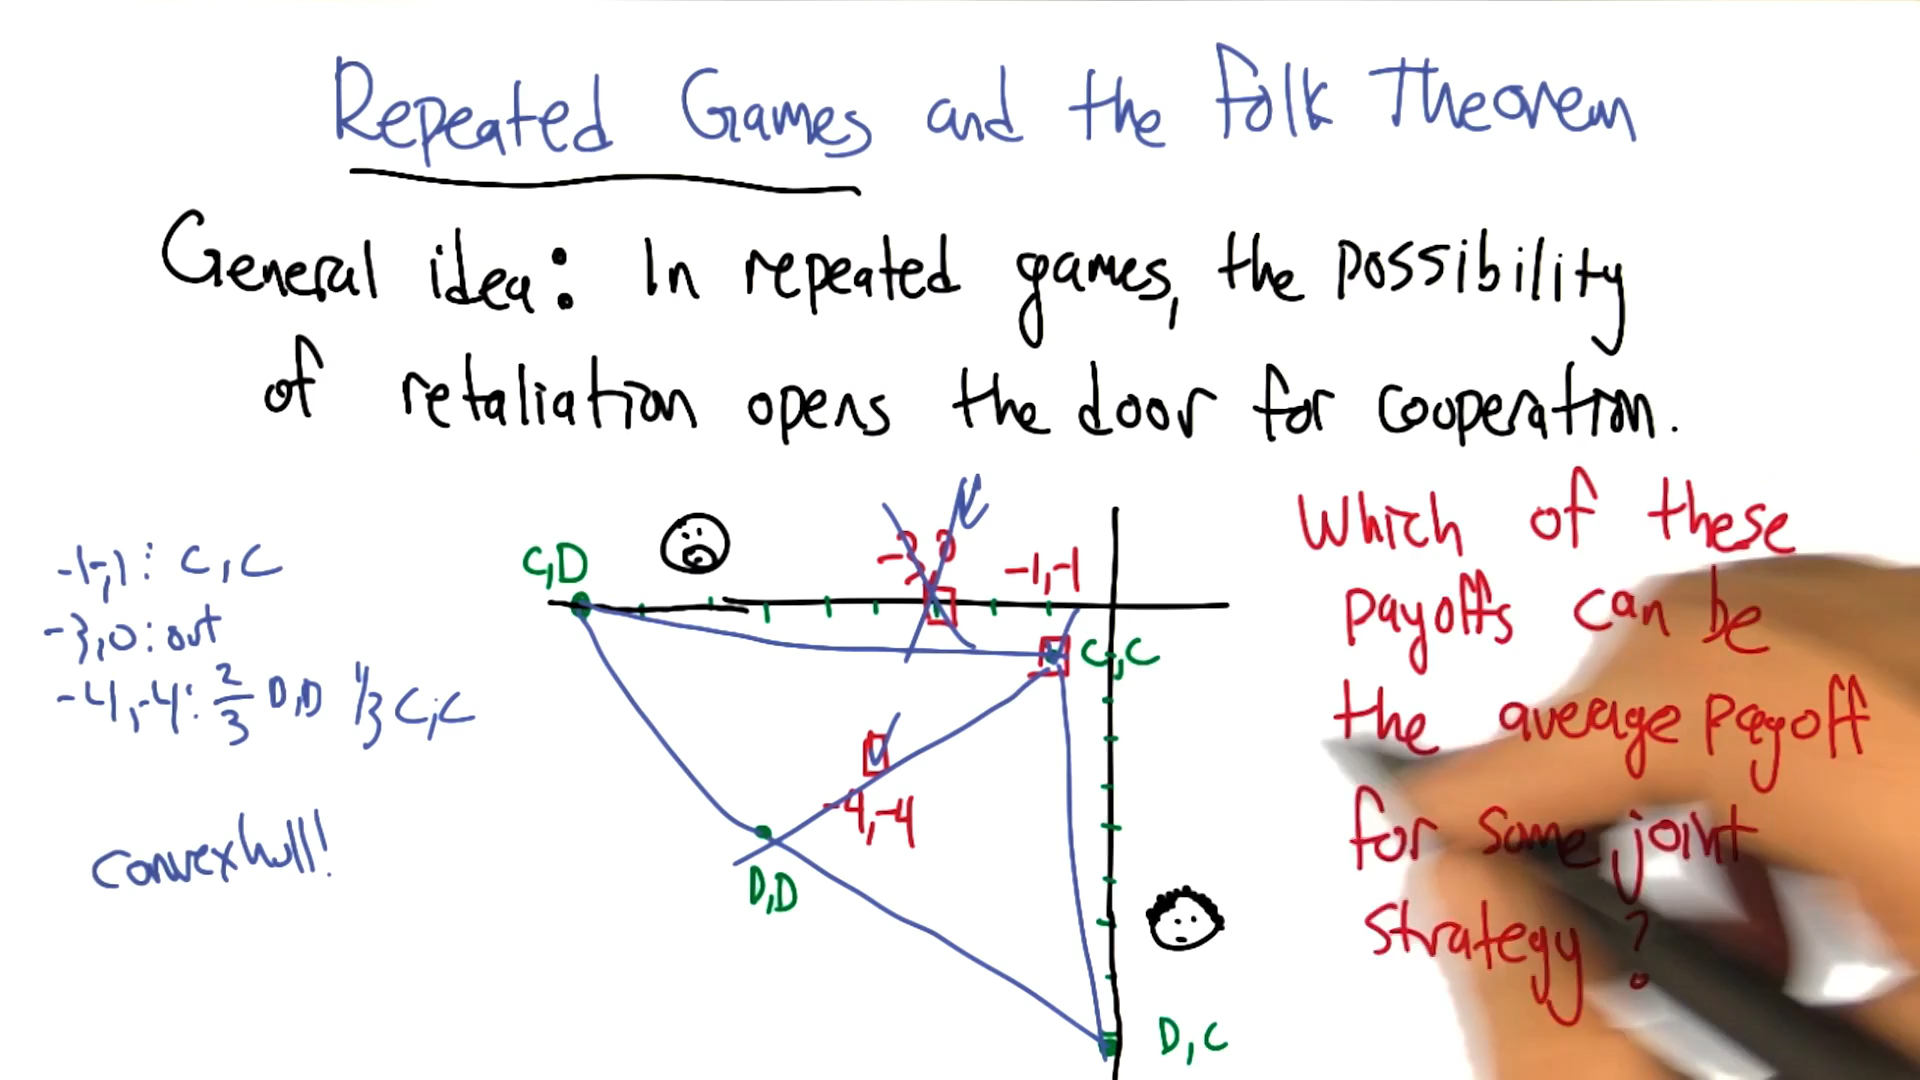 Repeated Games and the Folk Theorem
General idea: In repeated games, the possibility
of retaliation opens the door for cooperation.
-1,-1: C,C
-3,0: out
-4,-4: 2/3 D,D 1/3 C,C
convex hull!
C,D
-3,0
-1,-1
C,C
-4,-4
D,D
D,C
Which of these
payoffs can be
the average payoff
for some joint
strategy?